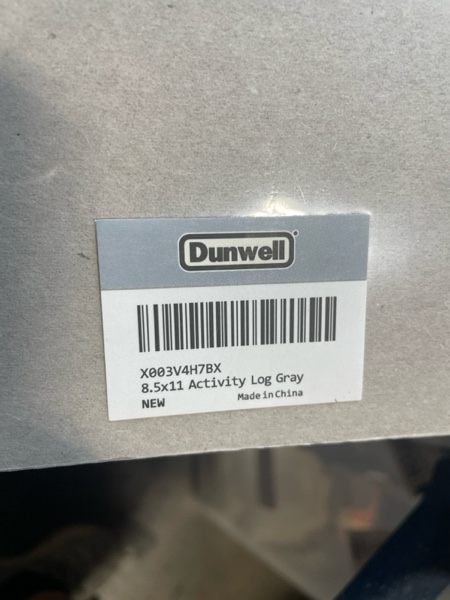 Dunwell
X003V4H7BX
8.5x11 Activity Log Gray
NEW
Made in China